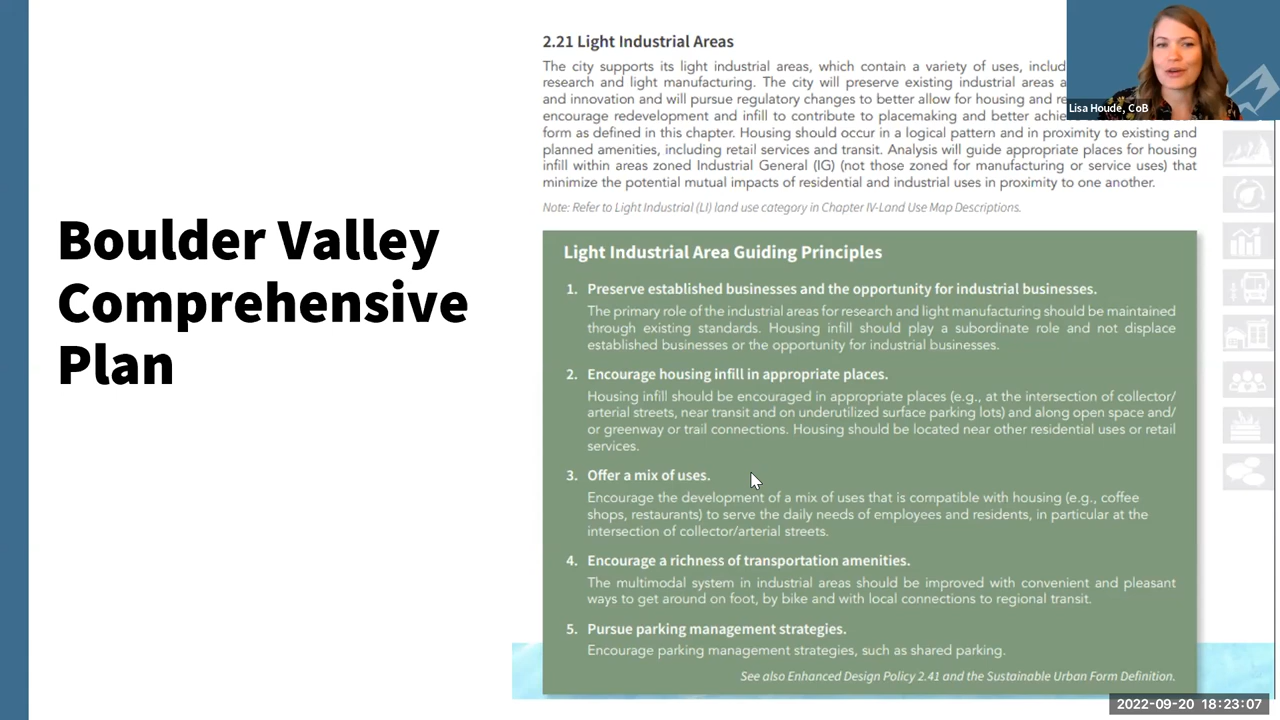 Boulder Valley
Comprehensive
Plan
2.21 Light Industrial Areas
The city supports its light industrial areas, which contain a variety of uses, includ
research and light manufacturing. The city will preserve existing industrial areas a
and innovation and will pursue regulatory changes to better allow for housing and re
encourage redevelopment and infill to contribute to placemaking and better achie
form as defined in this chapter. Housing should occur in a logical pattern and in proximity to existing and
planned amenities, including retail services and transit. Analysis will guide appropriate places for housing
infill within areas zoned Industrial General (IG) (not those zoned for manufacturing or service uses) that
minimize the potential mutual impacts of residential and industrial uses in proximity to one another.
Note: Refer to Light Industrial (LI) land use category in Chapter IV-Land Use Map Descriptions.
Light Industrial Area Guiding Principles
1. Preserve established businesses and the opportunity for industrial businesses.
The primary role of the industrial areas for research and light manufacturing should be maintained
through existing standards. Housing infill should play a subordinate role and not displace
established businesses or the opportunity for industrial businesses.
2. Encourage housing infill in appropriate places.
Housing infill should be encouraged in appropriate places (e.g., at the intersection of collector/
arterial streets, near transit and on underutilized surface parking lots) and along open space and/
or greenway or trail connections. Housing should be located near other residential uses or retail
services.
3. Offer a mix of uses.
Encourage the development of a mix of uses that is compatible with housing (e.g., coffee
shops, restaurants) to serve the daily needs of employees and residents, in particular at the
intersection of collector/arterial streets.
4. Encourage a richness of transportation amenities.
The multimodal system in industrial areas should be improved with convenient and pleasant
ways to get around on foot, by bike and with local connections to regional transit.
5. Pursue parking management strategies.
Encourage parking management strategies, such as shared parking.
See also Enhanced Design Policy 2.41 and the Sustainable Urban Form Definition.
Lisa Houde, CoB
2022-09-20 18:23:07